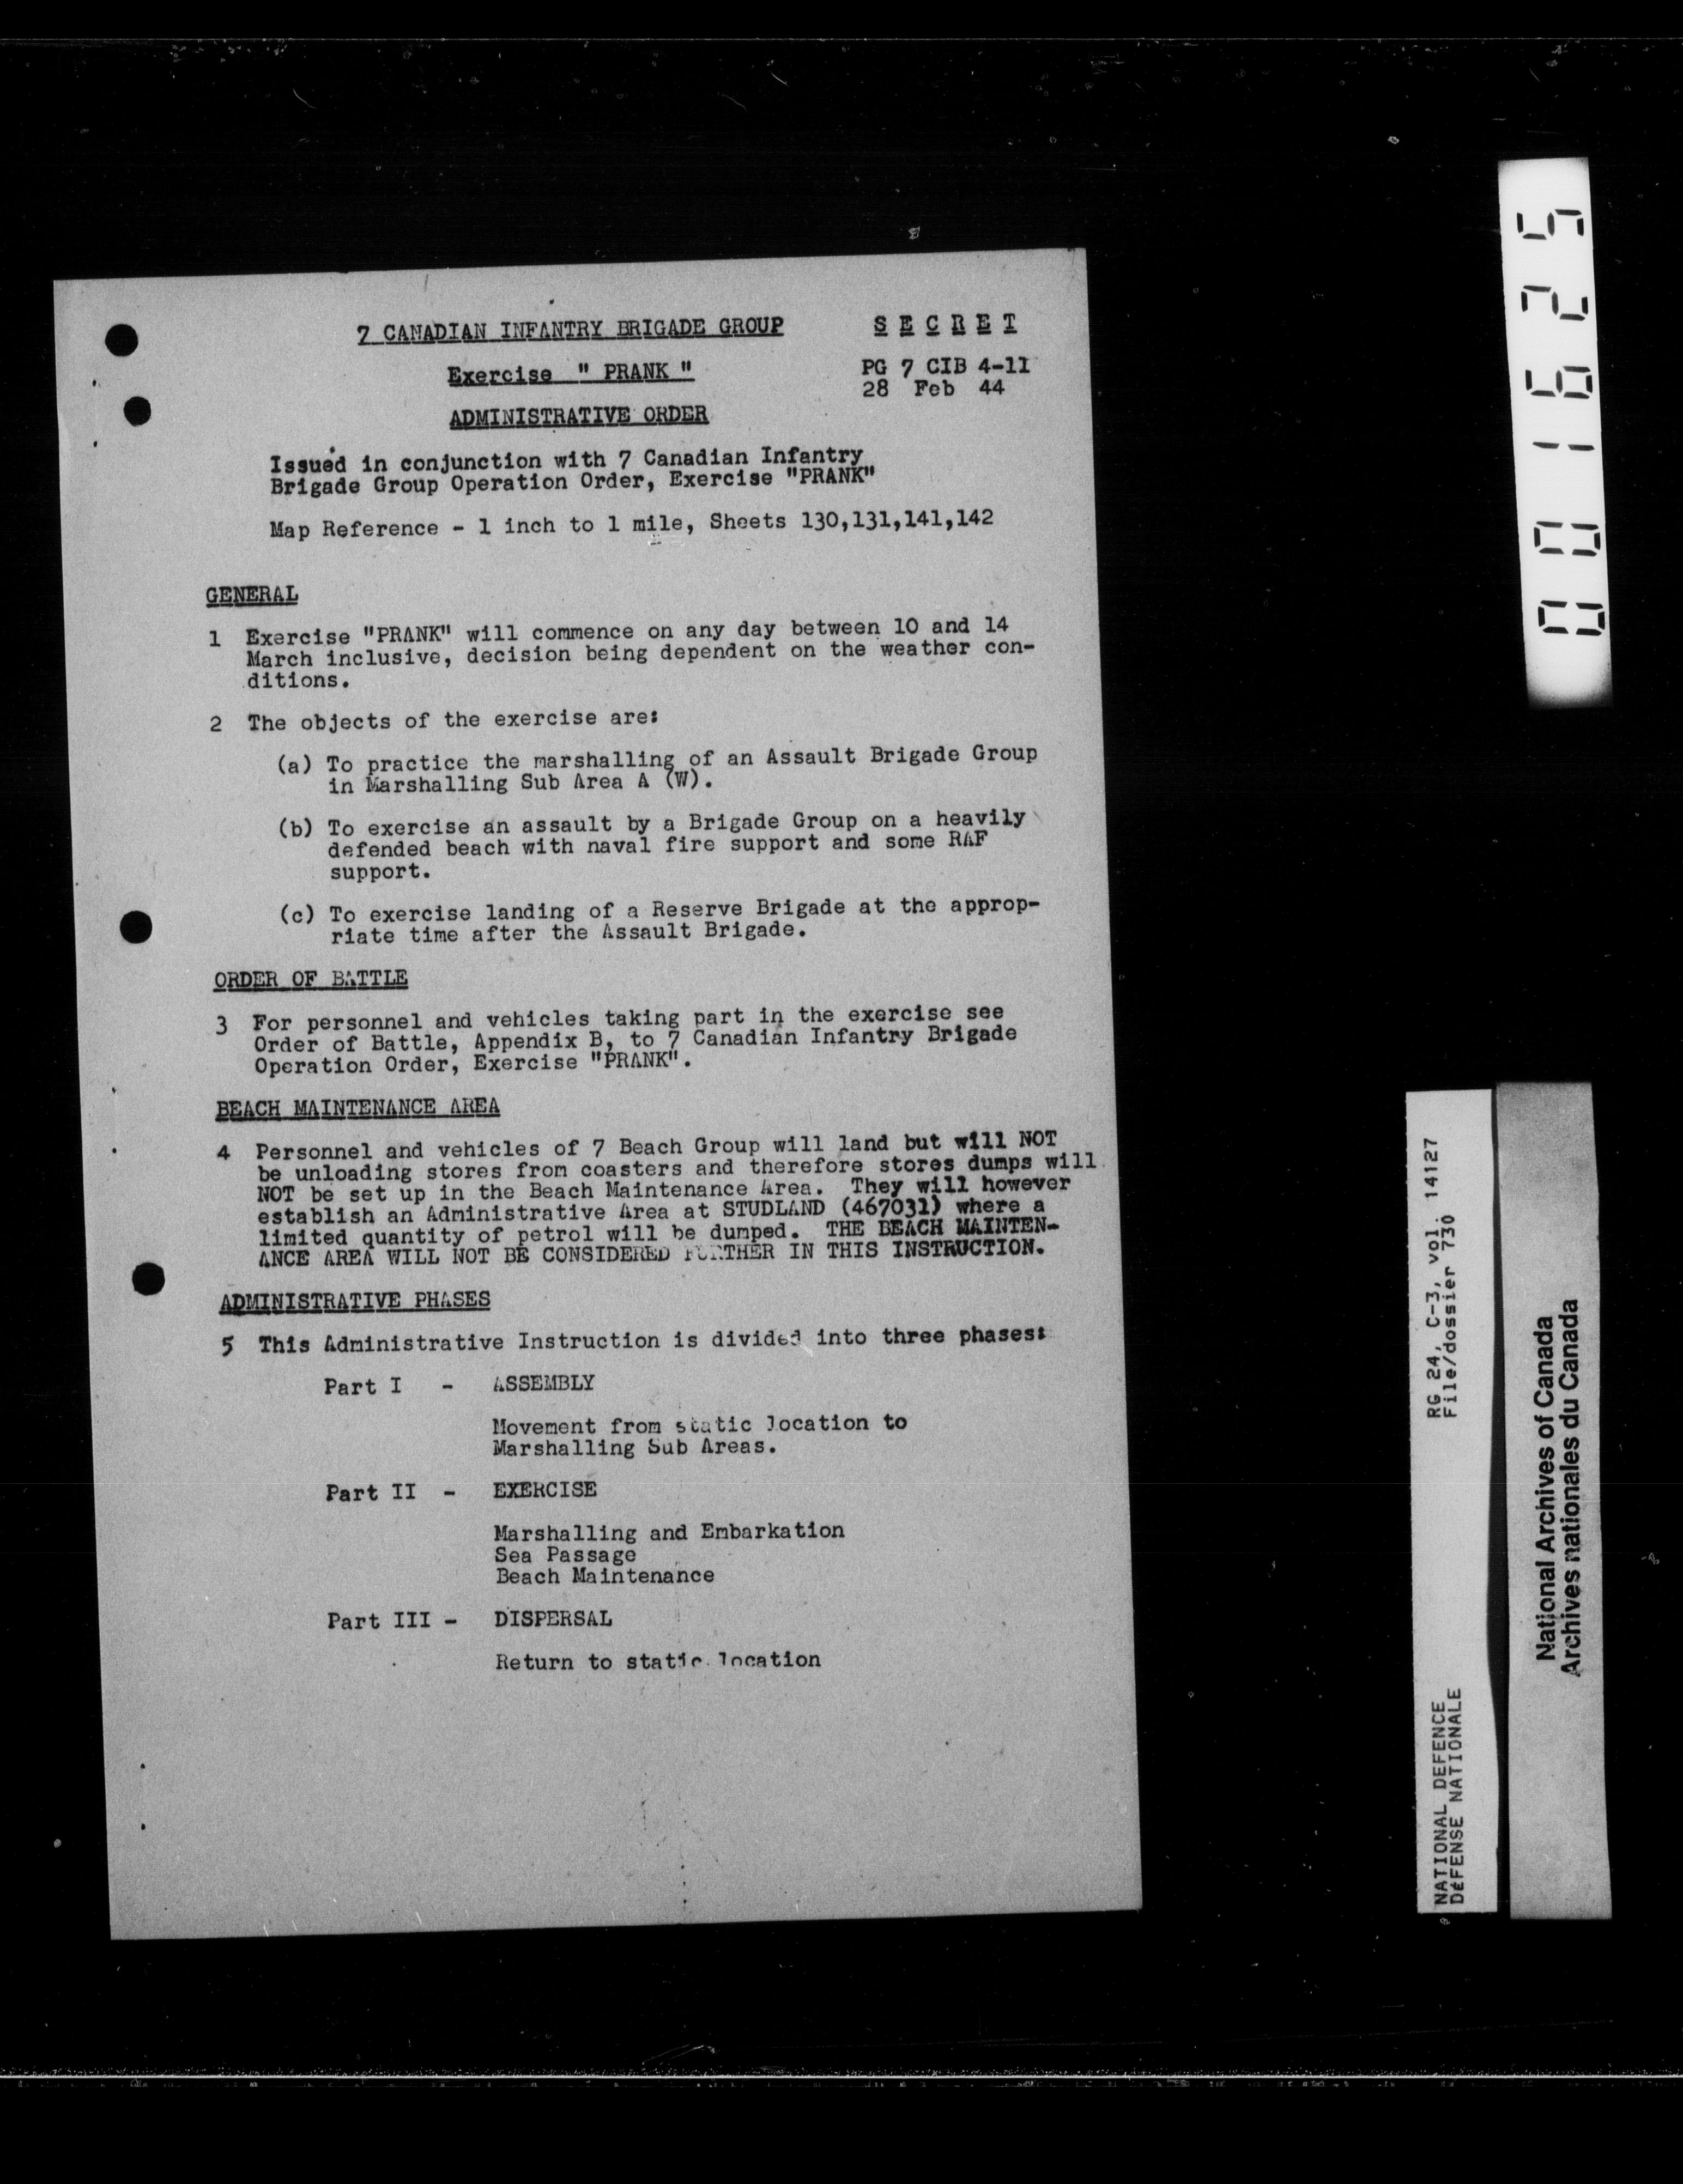 7 CANADIAN INFANTRY BRIGADE GROUP
S E C R E T
Exercise " PRANK "
PG 7 CIB 4-11
28 Feb 44
ADMINISTRATIVE ORDER
Issued in conjunction with 7 Canadian Infantry
Brigade Group Operation Order, Exercise "PRANK"
Map Reference - 1 inch to 1 mile, Sheets 130,131,141,142
GENERAL
1 Exercise "PRANK" will commence on any day between 10 and 14
March inclusive, decision being dependent on the weather con-
ditions.
2 The objects of the exercise are:
(a) To practice the marshalling of an Assault Brigade Group
in Marshalling Sub Area A (W).
(b) To exercise an assault by a Brigade Group on a heavily
defended beach with naval fire support and some RAF
support.
(c) To exercise landing of a Reserve Brigade at the approp-
riate time after the Assault Brigade.
ORDER OF BATTLE
3 For personnel and vehicles taking part in the exercise see
Order of Battle, Appendix B, to 7 Canadian Infantry Brigade
Operation Order, Exercise "PRANK".
BEACH MAINTENANCE AREA
4 Personnel and vehicles of 7 Beach Group will land but will NOT
be unloading stores from coasters and therefore stores dumps will
NOT be set up in the Beach Maintenance Area. They will however
establish an Administrative Area at STUDLAND (467031) where a
limited quantity of petrol will be dumped. THE BEACH MAINTEN-
ANCE AREA WILL NOT BE CONSIDERED FURTHER IN THIS INSTRUCTION.
ADMINISTRATIVE PHASES
5 This Administrative Instruction is divided into three phases:
Part I - ASSEMBLY
Movement from static location to
Marshalling Sub Areas.
Part II - EXERCISE
Marshalling and Embarkation
Sea Passage
Beach Maintenance
Part III - DISPERSAL
Return to static location
001625
NATIONAL DEFENCE RG 24, C-3, vol. 14127
DÉFENSE NATIONALE File/dossier 730
National Archives of Canada
Archives nationales du Canada